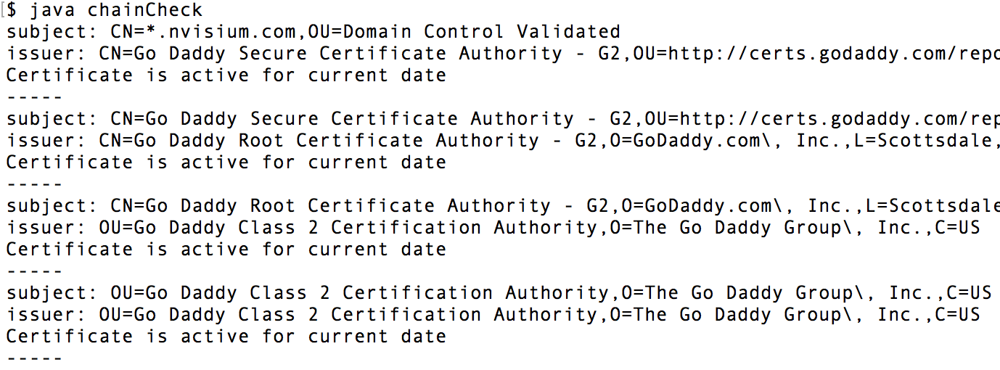 [$ java chainCheck
subject: CN=*.nvisium.com,OU=Domain Control Validated
issuer: CN=Go Daddy Secure Certificate Authority - G2,OU=http://certs.godaddy.com/repo
Certificate is active for current date
-----
subject: CN=Go Daddy Secure Certificate Authority - G2,OU=http://certs.godaddy.com/rep
issuer: CN=Go Daddy Root Certificate Authority - G2,O=GoDaddy.com\, Inc.,L=Scottsdale,
Certificate is active for current date
-----
subject: CN=Go Daddy Root Certificate Authority - G2,O=GoDaddy.com\, Inc.,L=Scottsdale
issuer: OU=Go Daddy Class 2 Certification Authority,O=The Go Daddy Group\, Inc.,C=US
Certificate is active for current date
-----
subject: OU=Go Daddy Class 2 Certification Authority,O=The Go Daddy Group\, Inc.,C=US
issuer: OU=Go Daddy Class 2 Certification Authority,O=The Go Daddy Group\, Inc.,C=US
Certificate is active for current date
-----